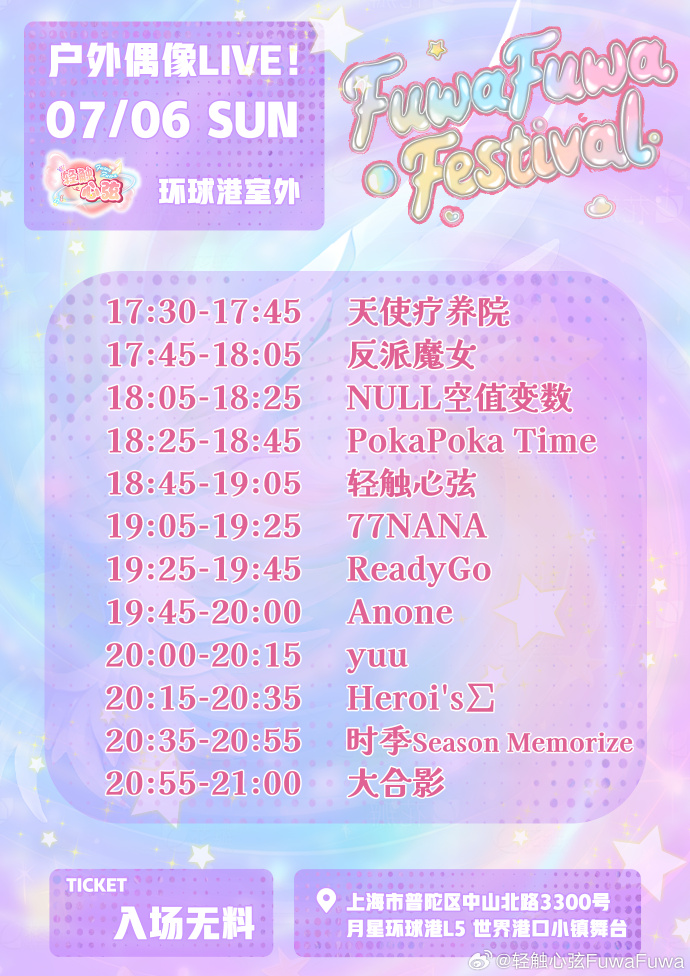 户外偶像LIVE!
07/06 SUN
轻触心弦
环球港室外
FuwaFuwa
Festival
17:30-17:45 天使疗养院
17:45-18:05 反派魔女
18:05-18:25 NULL空值变数
18:25-18:45 PokaPoka Time
18:45-19:05 轻触心弦
19:05-19:25 77NANA
19:25-19:45 ReadyGo
19:45-20:00 Anone
20:00-20:15 yuu
20:15-20:35 Heroi's∑
20:35-20:55 时季Season Memorize
20:55-21:00 大合影
TICKET
入场无料
上海市普陀区中山北路3300号
月星环球港L5 世界港口小镇舞台
@轻触心弦FuwaFuwa